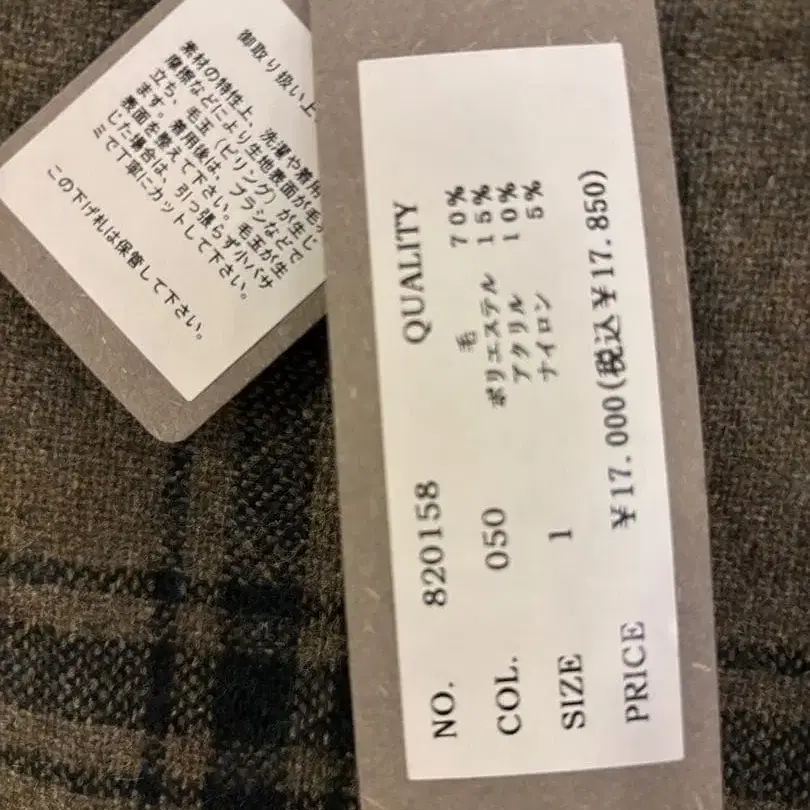 御取り扱い上
素材の特性上、洗濯や着用
摩擦などにより生地表面が毛
立ち、毛玉（ピリング）が生じ
ます。着用後は、ブラシなどで
表面を整えて下さい。毛玉が生
じた場合は、引っ張らず小バサ
ミで丁寧にカットして下さい。
この下げ札は保管して下さい。
NO. 820158 QUALITY
COL. 050 毛 70%
ポリエステル 15%
アクリル 10%
SIZE 1 ナイロン 5%
PRICE ¥17.000(税込¥17.850)